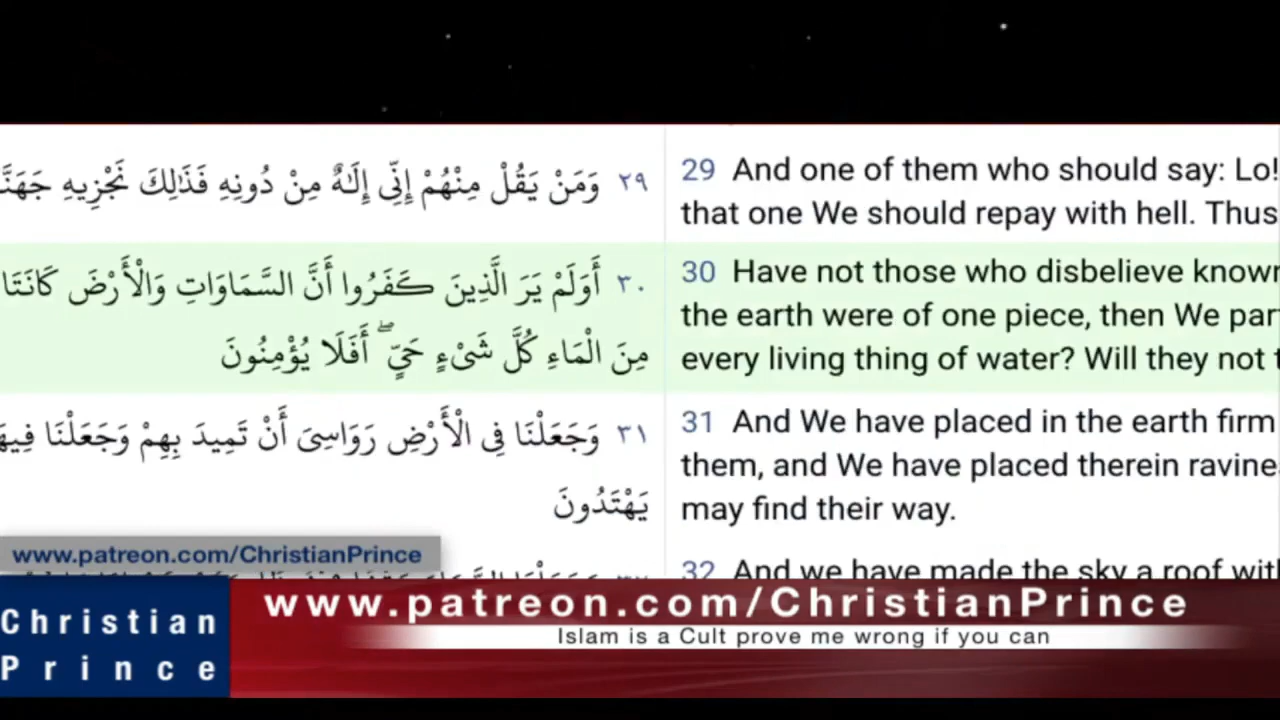 ٢٩ وَمَنْ يَقُلْ مِنْهُمْ إِنِّي إِلَٰهٌ مِنْ دُونِهِ فَذَٰلِكَ نَجْزِيهِ
٣٠ أَوَلَمْ يَرَ الَّذِينَ كَفَرُوا أَنَّ السَّمَاوَاتِ وَالْأَرْضَ كَانَتَا
مِنَ الْمَاءِ كُلَّ شَىْءٍ حَيٍّ ۖ أَفَلَا يُؤْمِنُونَ
٣١ وَجَعَلْنَا فِى الْأَرْضِ رَوَاسِىَ أَنْ تَمِيدَ بِهِمْ وَجَعَلْنَا
يَهْتَدُونَ
29 And one of them who should say: Lo!
that one We should repay with hell. Thus
30 Have not those who disbelieve known
the earth were of one piece, then We par
every living thing of water? Will they not t
31 And We have placed in the earth firm
them, and We have placed therein ravine
may find their way.
32 And we have made the sky a roof wit
www.patreon.com/ChristianPrince
Christian
Prince
www.patreon.com/ChristianPrince
Islam is a Cult prove me wrong if you can